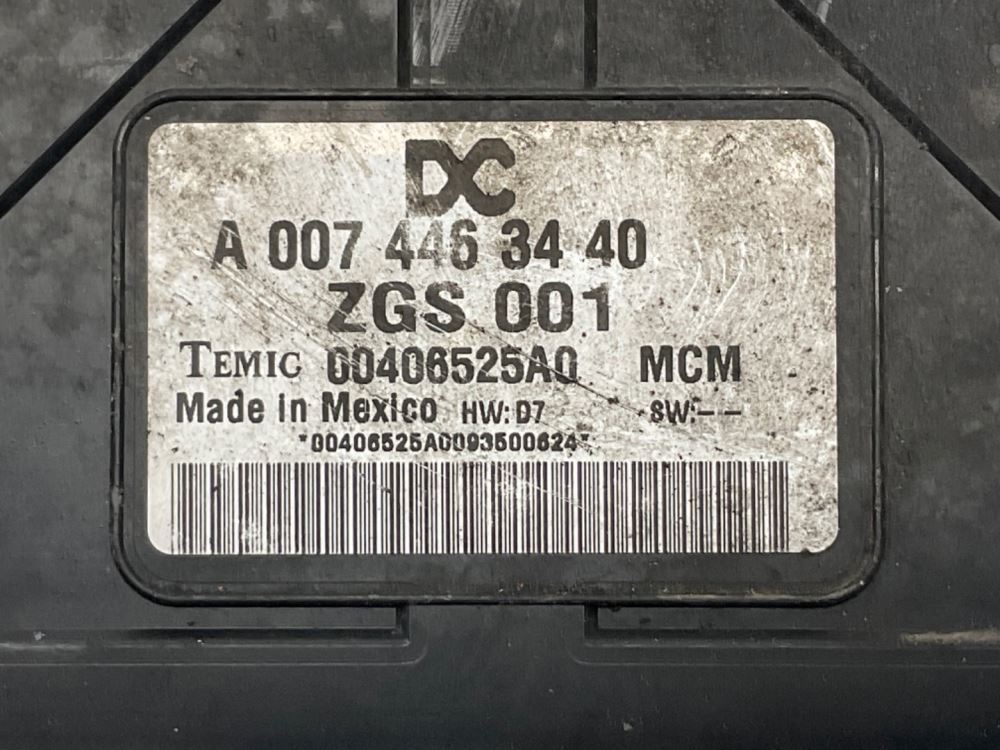 DC
A 007 446 34 40
ZGS 001
TEMIC 00406525A0 MCM
Made in Mexico HW: D7 SW:--
*00406525A0093500624*